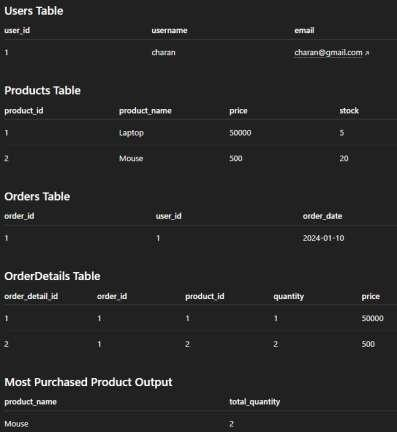 Users Table
user_id username email
1 charan charan@gmail.com ↗
Products Table
product_id product_name price stock
1 Laptop 50000 5
2 Mouse 500 20
Orders Table
order_id user_id order_date
1 1 2024-01-10
OrderDetails Table
order_detail_id order_id product_id quantity price
1 1 1 1 50000
2 1 2 2 500
Most Purchased Product Output
product_name total_quantity
Mouse 2